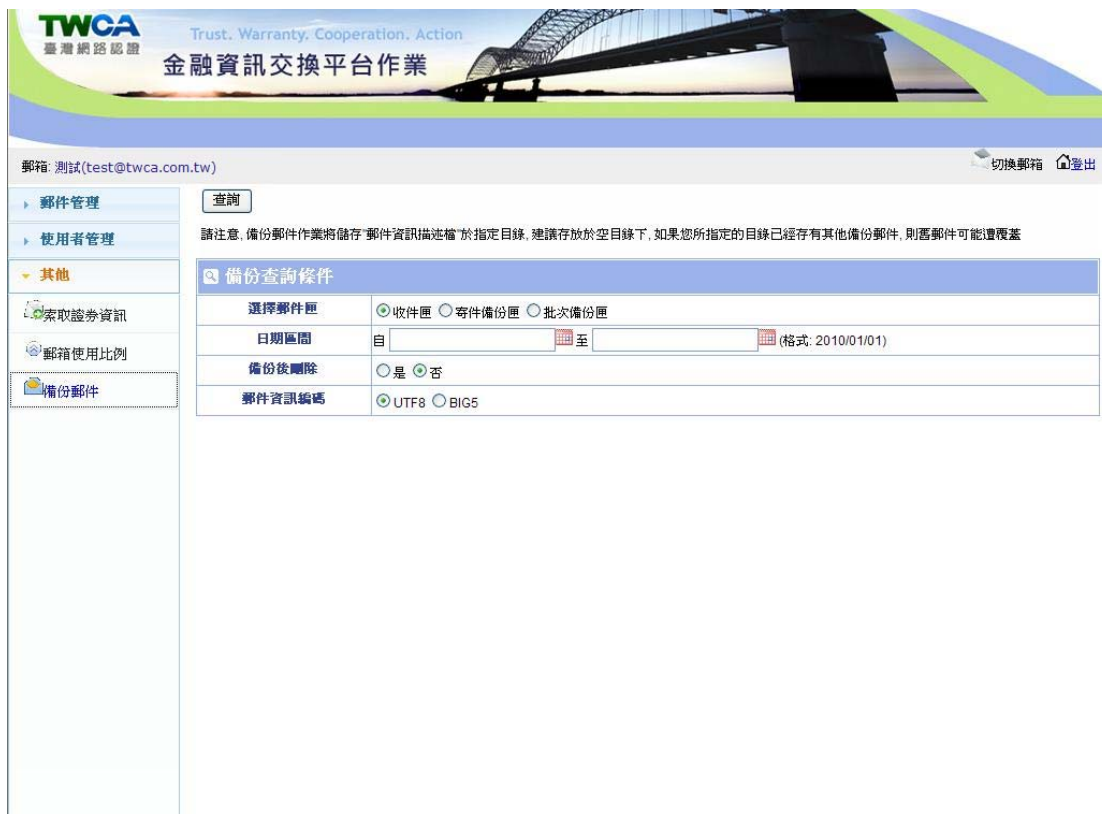 TWCA
臺灣網路認證
Trust. Warranty. Cooperation. Action
金融資訊交換平台作業
郵箱: 測試(test@twca.com.tw)
切換郵箱 登出
郵件管理
使用者管理
其他
索取證券資訊
郵箱使用比例
備份郵件
查詢
請注意, 備份郵件作業將儲存"郵件資訊描述檔"於指定目錄, 建議存放於空目錄下, 如果您所指定的目錄已經存有其他備份郵件, 則舊郵件可能遭覆蓋
備份查詢條件
選擇郵件匣 收件匣 寄件備份匣 批次備份匣
日期區間 自 至 (格式: 2010/01/01)
備份後刪除 是 否
郵件資訊編碼 UTF8 BIG5